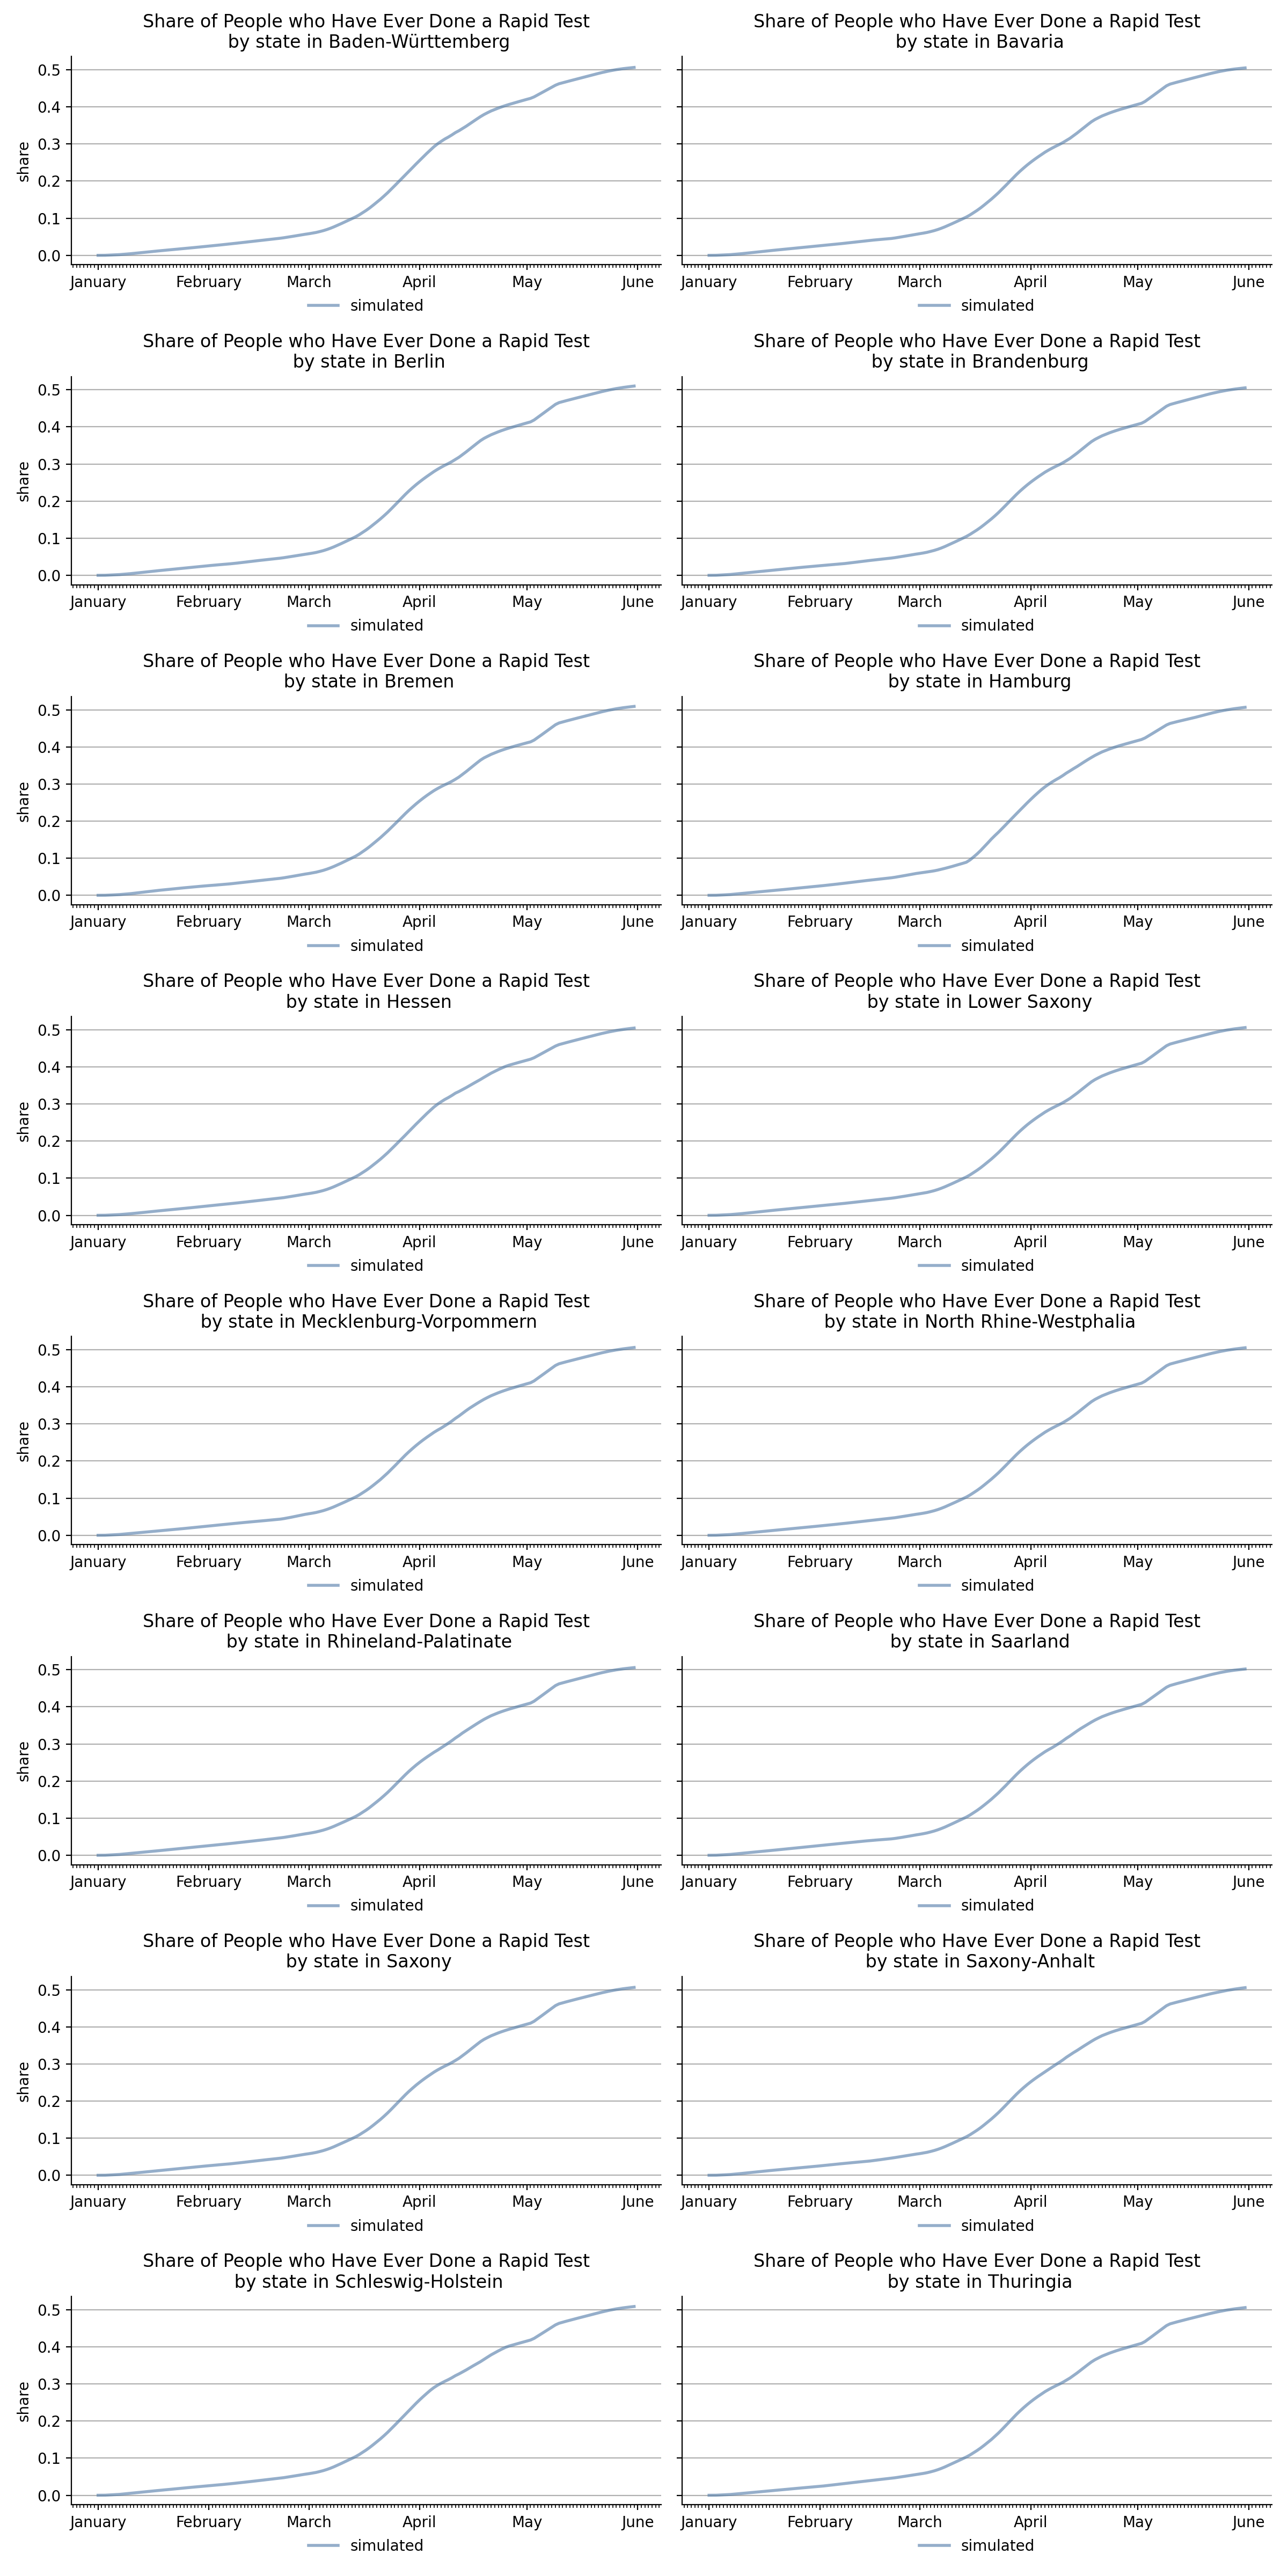 Share of People who Have Ever Done a Rapid Test
by state in Baden-Württemberg
share
0.5
0.4
0.3
0.2
0.1
0.0
January February March April May June
simulated
Share of People who Have Ever Done a Rapid Test
by state in Bavaria
January February March April May June
simulated
Share of People who Have Ever Done a Rapid Test
by state in Berlin
share
0.5
0.4
0.3
0.2
0.1
0.0
January February March April May June
simulated
Share of People who Have Ever Done a Rapid Test
by state in Brandenburg
January February March April May June
simulated
Share of People who Have Ever Done a Rapid Test
by state in Bremen
share
0.5
0.4
0.3
0.2
0.1
0.0
January February March April May June
simulated
Share of People who Have Ever Done a Rapid Test
by state in Hamburg
January February March April May June
simulated
Share of People who Have Ever Done a Rapid Test
by state in Hessen
share
0.5
0.4
0.3
0.2
0.1
0.0
January February March April May June
simulated
Share of People who Have Ever Done a Rapid Test
by state in Lower Saxony
January February March April May June
simulated
Share of People who Have Ever Done a Rapid Test
by state in Mecklenburg-Vorpommern
share
0.5
0.4
0.3
0.2
0.1
0.0
January February March April May June
simulated
Share of People who Have Ever Done a Rapid Test
by state in North Rhine-Westphalia
January February March April May June
simulated
Share of People who Have Ever Done a Rapid Test
by state in Rhineland-Palatinate
share
0.5
0.4
0.3
0.2
0.1
0.0
January February March April May June
simulated
Share of People who Have Ever Done a Rapid Test
by state in Saarland
January February March April May June
simulated
Share of People who Have Ever Done a Rapid Test
by state in Saxony
share
0.5
0.4
0.3
0.2
0.1
0.0
January February March April May June
simulated
Share of People who Have Ever Done a Rapid Test
by state in Saxony-Anhalt
January February March April May June
simulated
Share of People who Have Ever Done a Rapid Test
by state in Schleswig-Holstein
share
0.5
0.4
0.3
0.2
0.1
0.0
January February March April May June
simulated
Share of People who Have Ever Done a Rapid Test
by state in Thuringia
January February March April May June
simulated